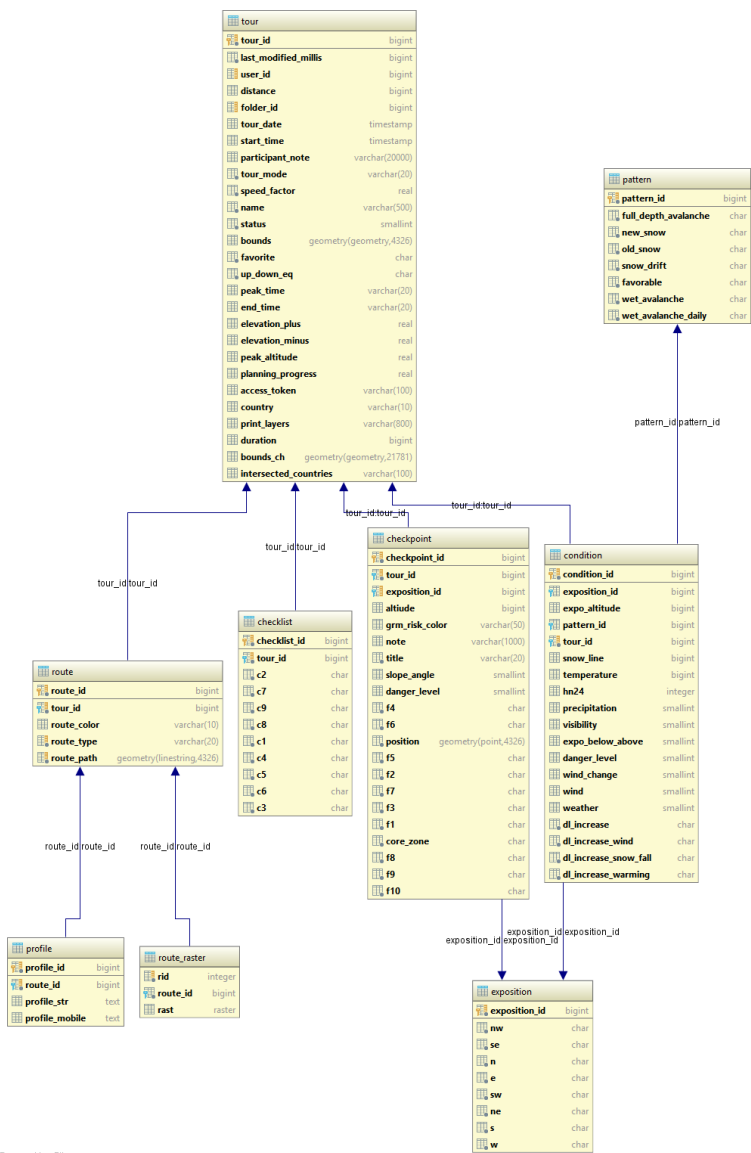 tour
tour_id bigint
last_modified_millis bigint
user_id bigint
distance bigint
folder_id bigint
tour_date timestamp
start_time timestamp
participant_note varchar(20000)
tour_mode varchar(20)
speed_factor real
name varchar(500)
status smallint
bounds geometry(geometry,4326)
favorite char
up_down_eq char
peak_time varchar(20)
end_time varchar(20)
elevation_plus real
elevation_minus real
peak_altitude real
planning_progress real
access_token varchar(100)
country varchar(10)
print_layers varchar(800)
duration bigint
bounds_ch geometry(geometry,21781)
intersected_countries varchar(100)
pattern
pattern_id bigint
full_depth_avalanche char
new_snow char
old_snow char
snow_drift char
favorable char
wet_avalanche char
wet_avalanche_daily char
pattern_id:pattern_id
tour_id:tour_id
tour_id:tour_id
tour_id:tour_id
tour_id:tour_id
checkpoint
checkpoint_id bigint
tour_id bigint
exposition_id bigint
altiude bigint
grm_risk_color varchar(50)
note varchar(1000)
title varchar(20)
slope_angle smallint
danger_level smallint
f4 char
f6 char
position geometry(point,4326)
f5 char
f2 char
f7 char
f3 char
f1 char
core_zone char
f8 char
f9 char
f10 char
condition
condition_id bigint
exposition_id bigint
expo_altitude bigint
pattern_id bigint
tour_id bigint
snow_line bigint
temperature bigint
hn24 integer
precipitation smallint
visibility smallint
expo_below_above smallint
danger_level smallint
wind_change smallint
wind smallint
weather smallint
dl_increase char
dl_increase_wind char
dl_increase_snow_fall char
dl_increase_warming char
checklist
checklist_id bigint
tour_id bigint
c2 char
c7 char
c9 char
c8 char
c1 char
c4 char
c5 char
c6 char
c3 char
route
route_id bigint
tour_id bigint
route_color varchar(10)
route_type varchar(20)
route_path geometry(linestring,4326)
route_id:route_id
route_id:route_id
exposition_id:exposition_id
exposition_id:exposition_id
profile
profile_id bigint
route_id bigint
profile_str text
profile_mobile text
route_raster
rid integer
route_id bigint
rast raster
exposition
exposition_id bigint
nw char
se char
n char
e char
sw char
ne char
s char
w char